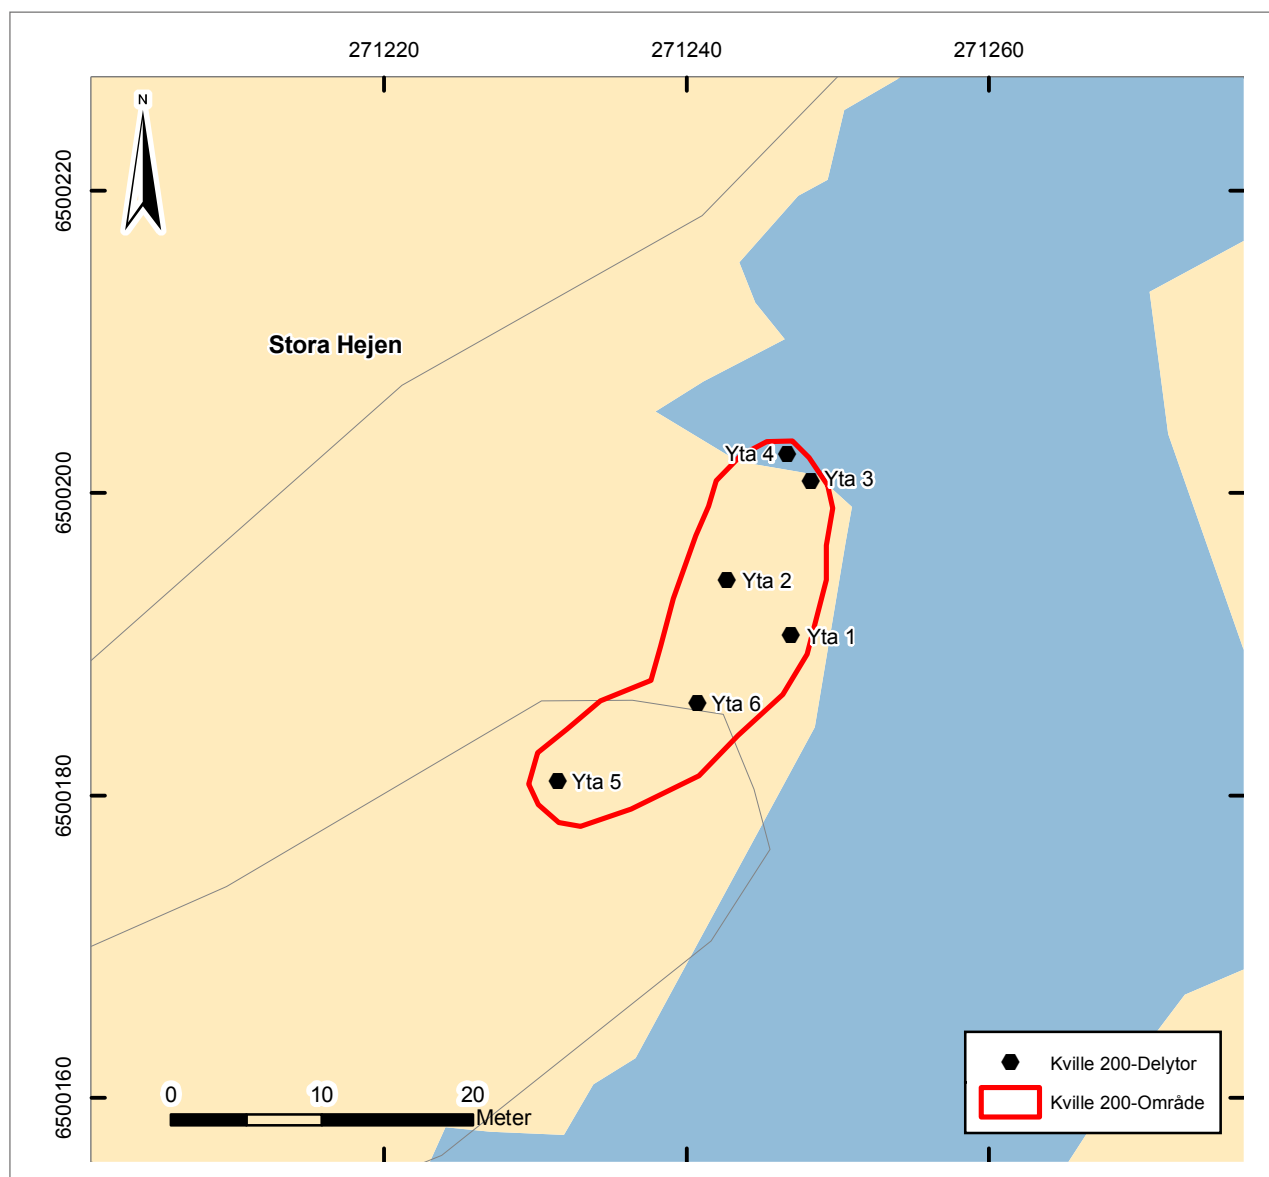 271220 271240 271260
N
6500220
6500200
6500180
6500160
Stora Hejen
Yta 4
Yta 3
Yta 2
Yta 1
Yta 6
Yta 5
0 10 20
Meter
Kville 200-Delytor
Kville 200-Område